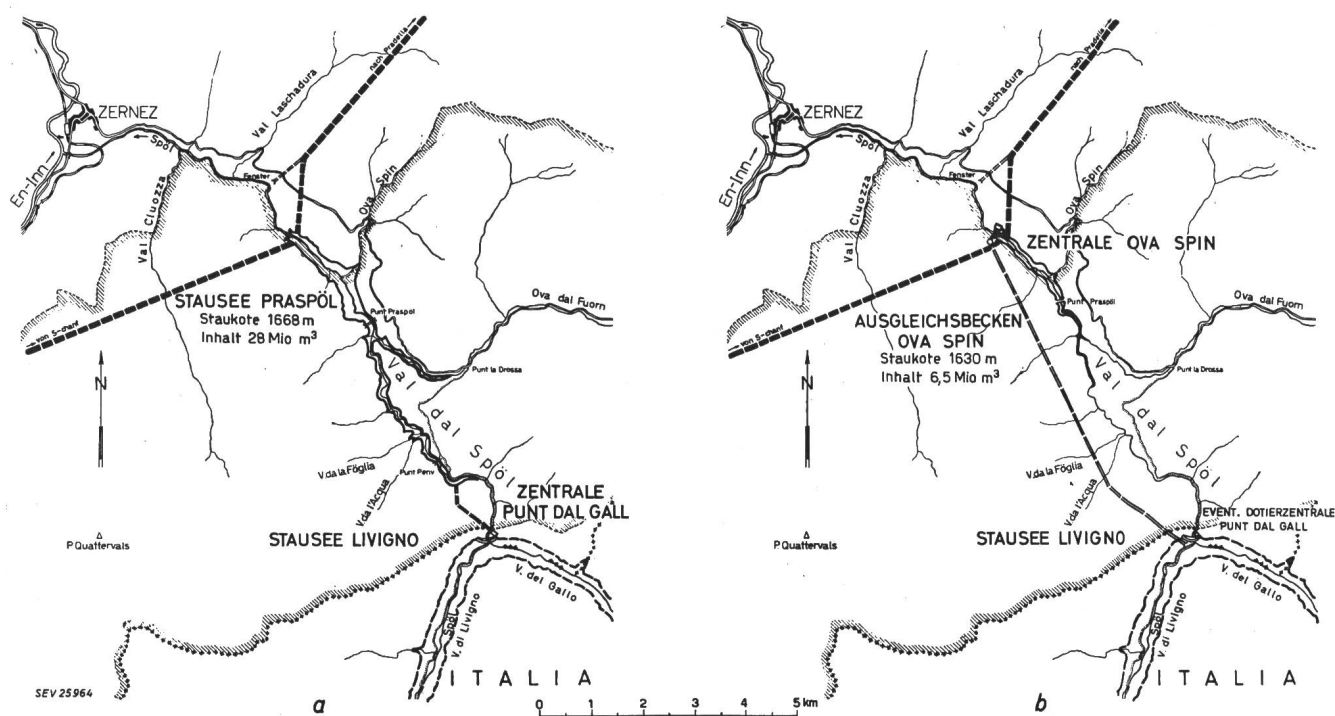 nach Pradella
Val Laschadura
ZERNEZ
Spöl
En-Inn
Fenster
Ova Spin
Val Cluozza
STAUSEE PRASPÖL
Staukote 1668 m
Inhalt 28 Mio m³
Punt Praspöl
Ova dal Fuorn
von S-chanf
Punt la Drossa
N
Val dal Spöl
V. da la Föglia
Punt Periv
V. da l'Acqua
ZENTRALE
PUNT DAL GALL
STAUSEE LIVIGNO
P. Quattervals
V. del Gallo
Spöl
V. di Livigno
ITALIA
SEV 25964
a
nach Pradella
Val Laschadura
ZERNEZ
Spöl
En-Inn
Fenster
Ova Spin
Val Cluozza
ZENTRALE OVA SPIN
Punt Praspöl
Ova dal Fuorn
AUSGLEICHSBECKEN
OVA SPIN
Staukote 1630 m
Inhalt 6,5 Mio m³
von S-chanf
Punt la Drossa
N
Val dal Spöl
V. da la Föglia
V. da l'Acqua
EVENT. DOTIERZENTRALE
PUNT DAL GALL
STAUSEE LIVIGNO
P. Quattervals
V. del Gallo
Spöl
V. di Livigno
ITALIA
b
0 1 2 3 4 5 km